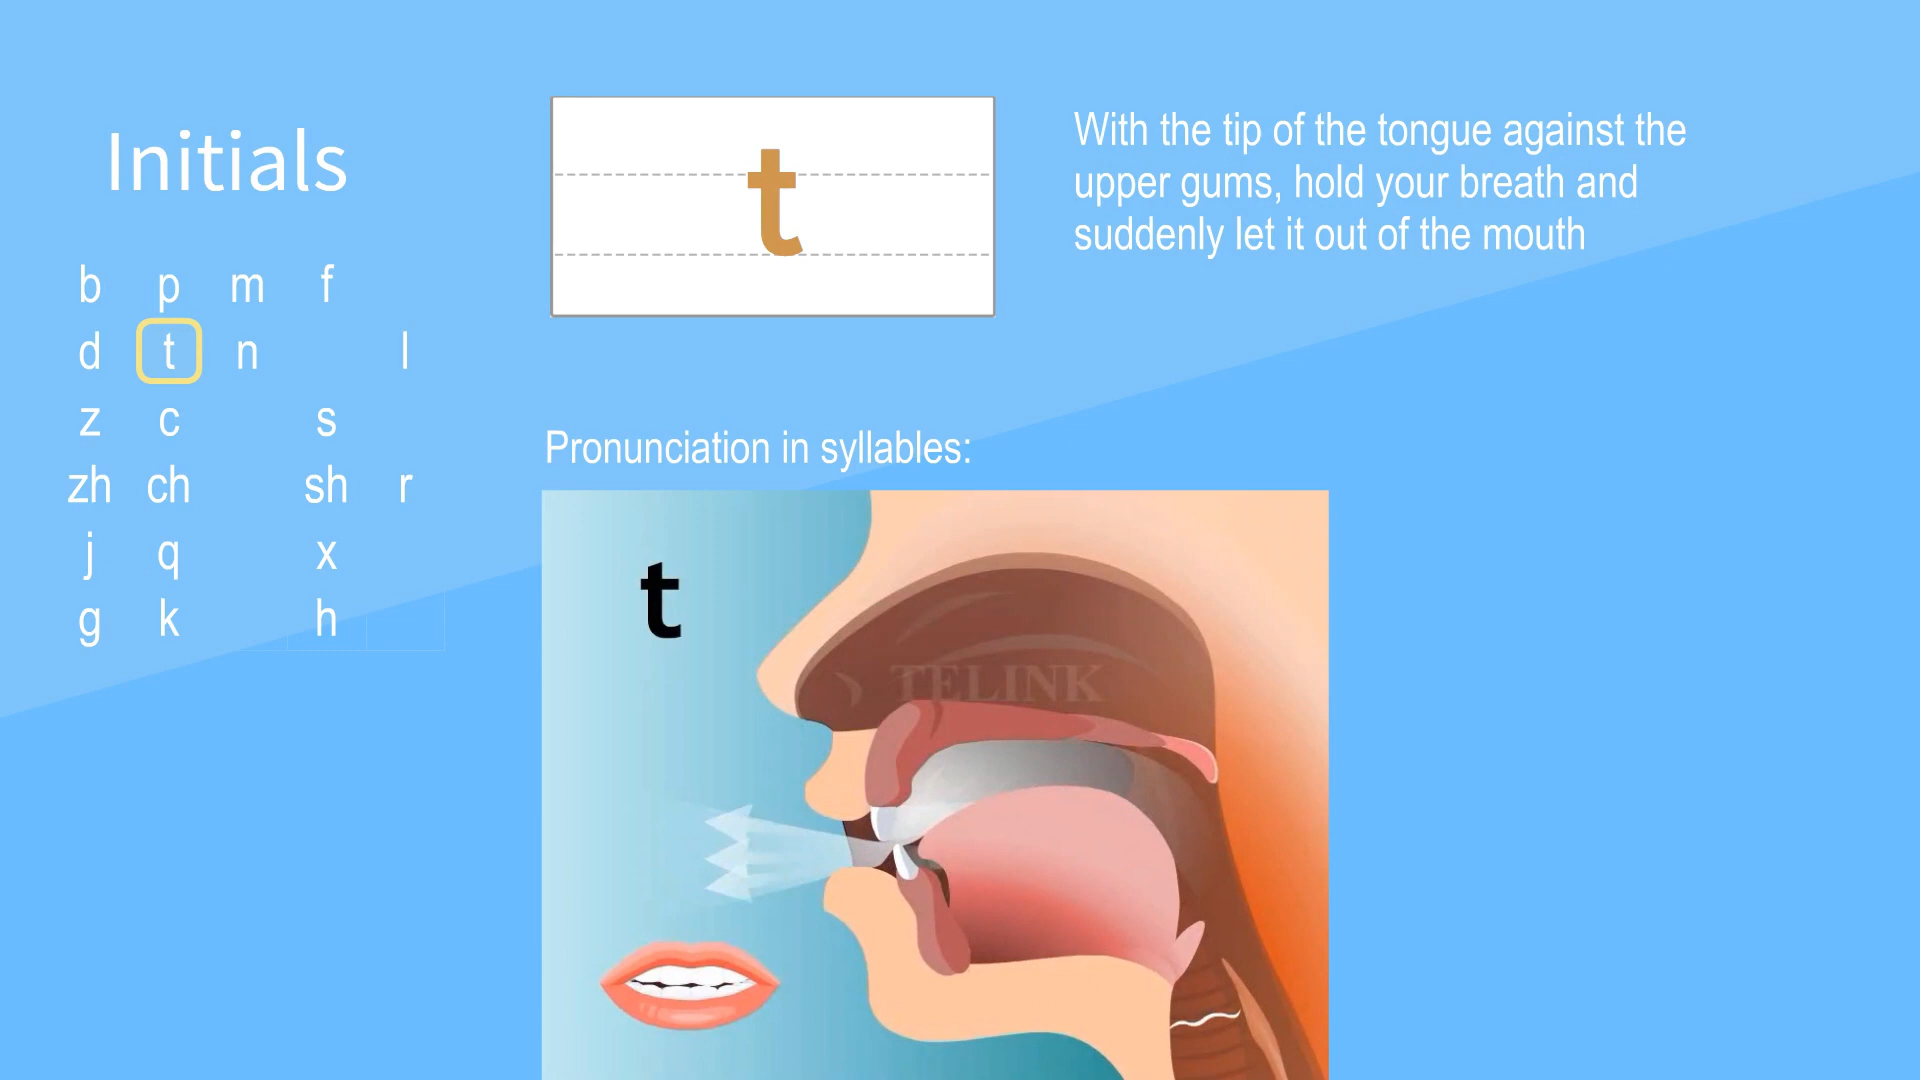 Initials
b p m f
d t n l
z c s
zh ch sh r
j q x
g k h
t
With the tip of the tongue against the
upper gums, hold your breath and
suddenly let it out of the mouth
Pronunciation in syllables:
t
TELINK